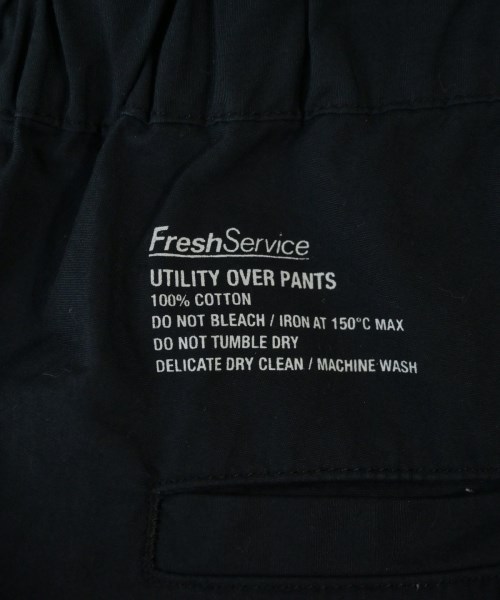 FreshService
UTILITY OVER PANTS
100% COTTON
DO NOT BLEACH / IRON AT 150°C MAX
DO NOT TUMBLE DRY
DELICATE DRY CLEAN / MACHINE WASH